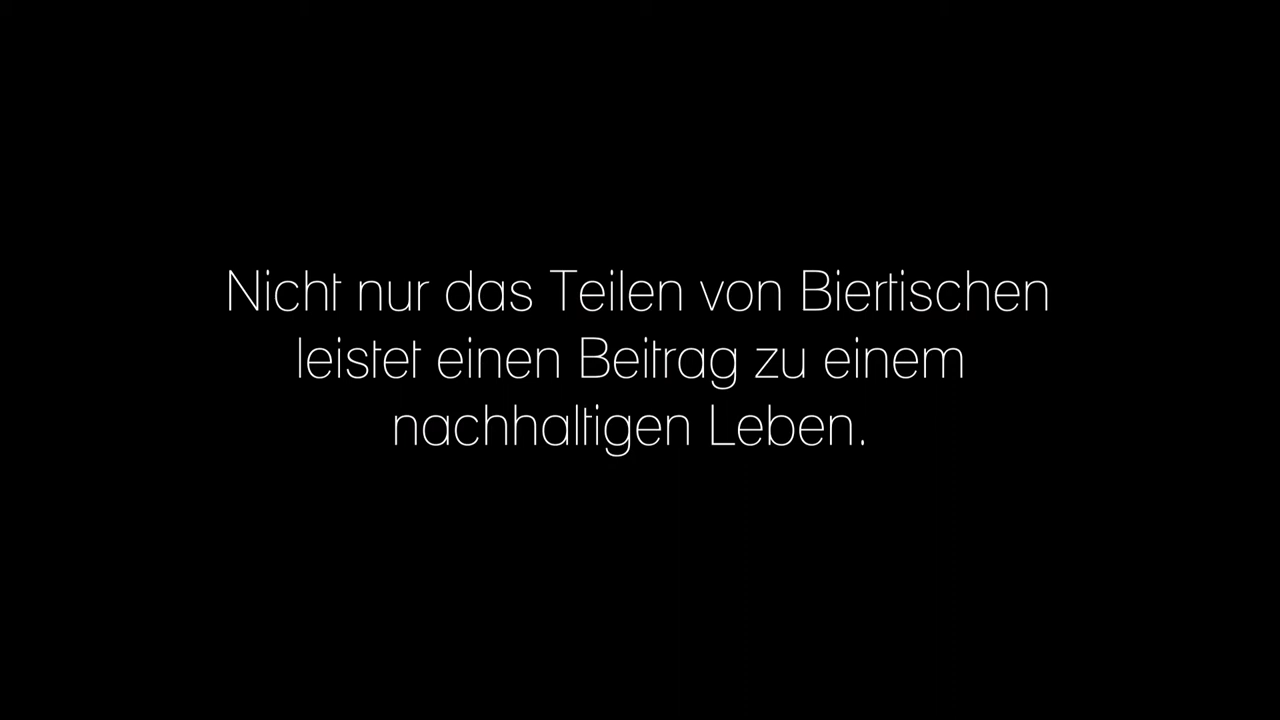 Nicht nur das Teilen von Biertischen
leistet einen Beitrag zu einem
nachhaltigen Leben.